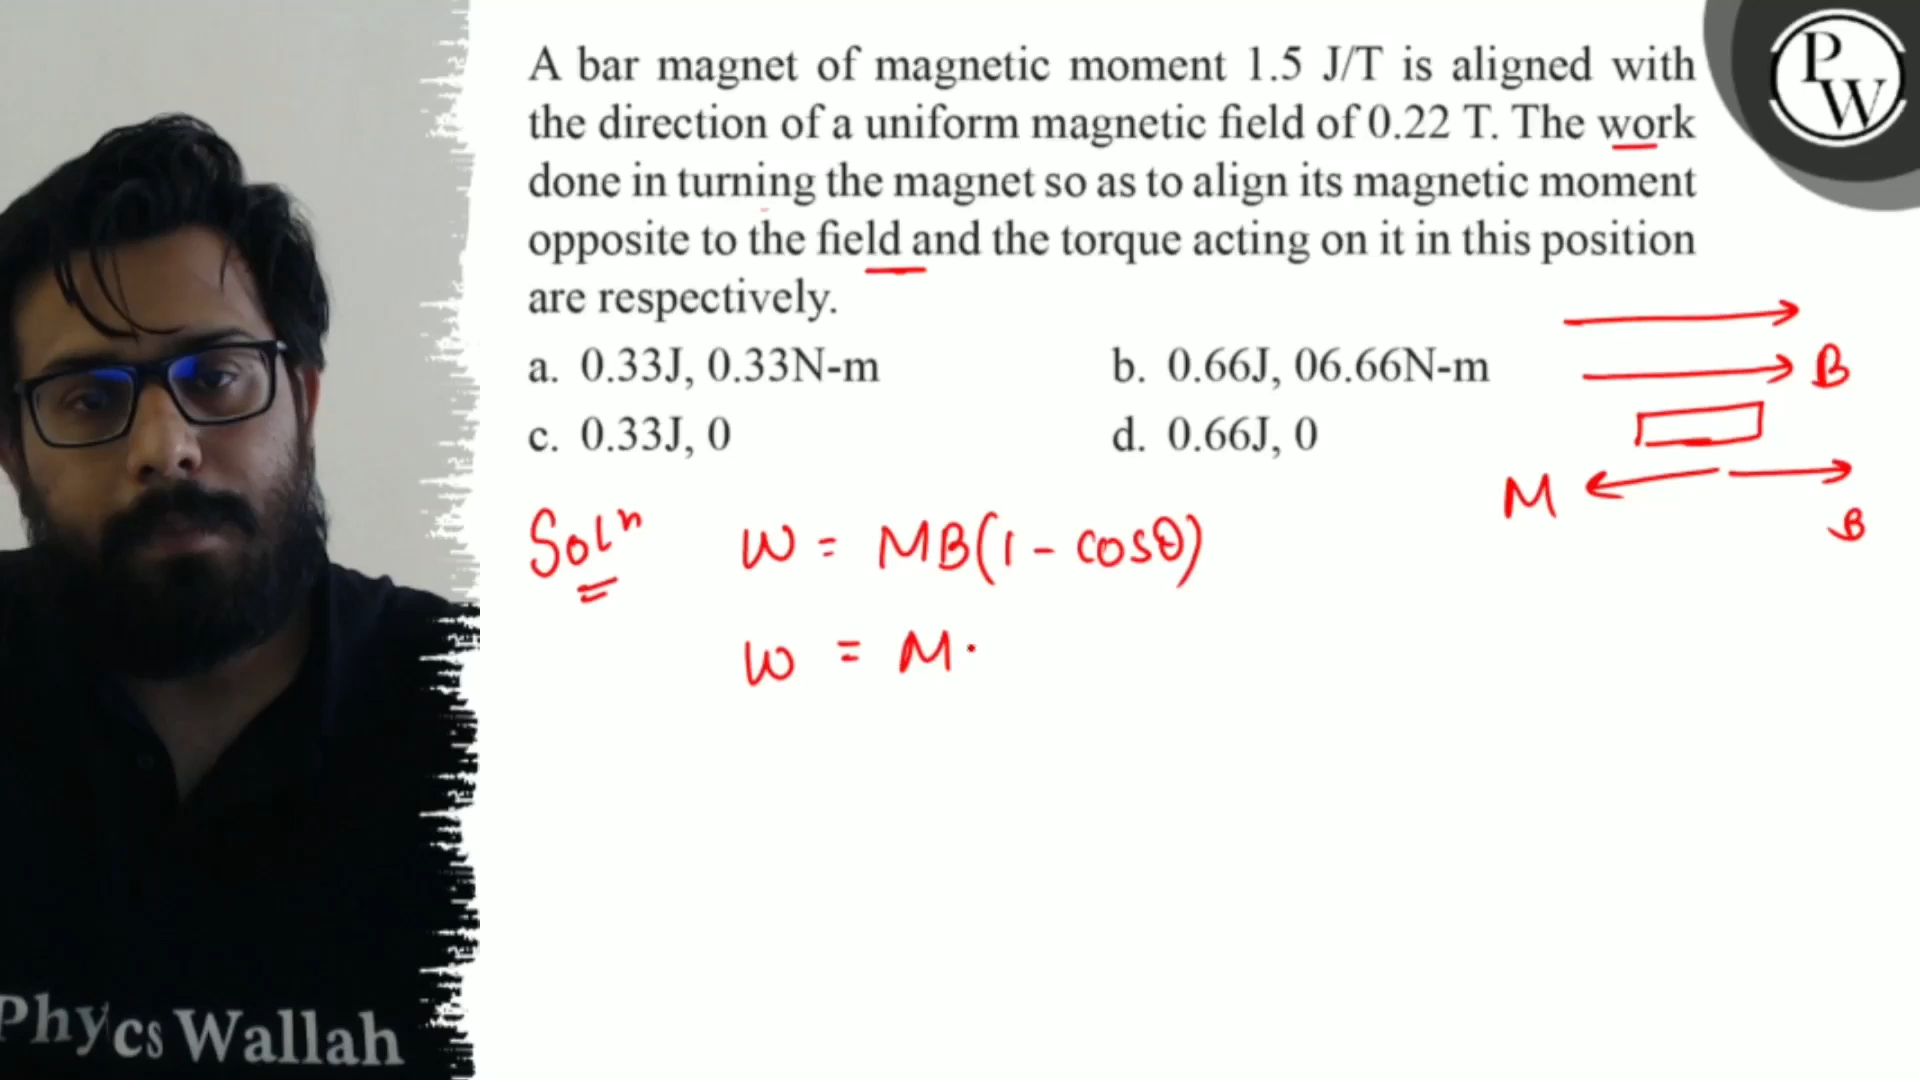 A bar magnet of magnetic moment 1.5 J/T is aligned with
the direction of a uniform magnetic field of 0.22 T. The work
done in turning the magnet so as to align its magnetic moment
opposite to the field and the torque acting on it in this position
are respectively.
a. 0.33J, 0.33N-m
b. 0.66J, 06.66N-m
c. 0.33J, 0
d. 0.66J, 0
PW
B
M
B
Solⁿ
W = MB(1 - cosθ)
W = M.
Phycs Wallah